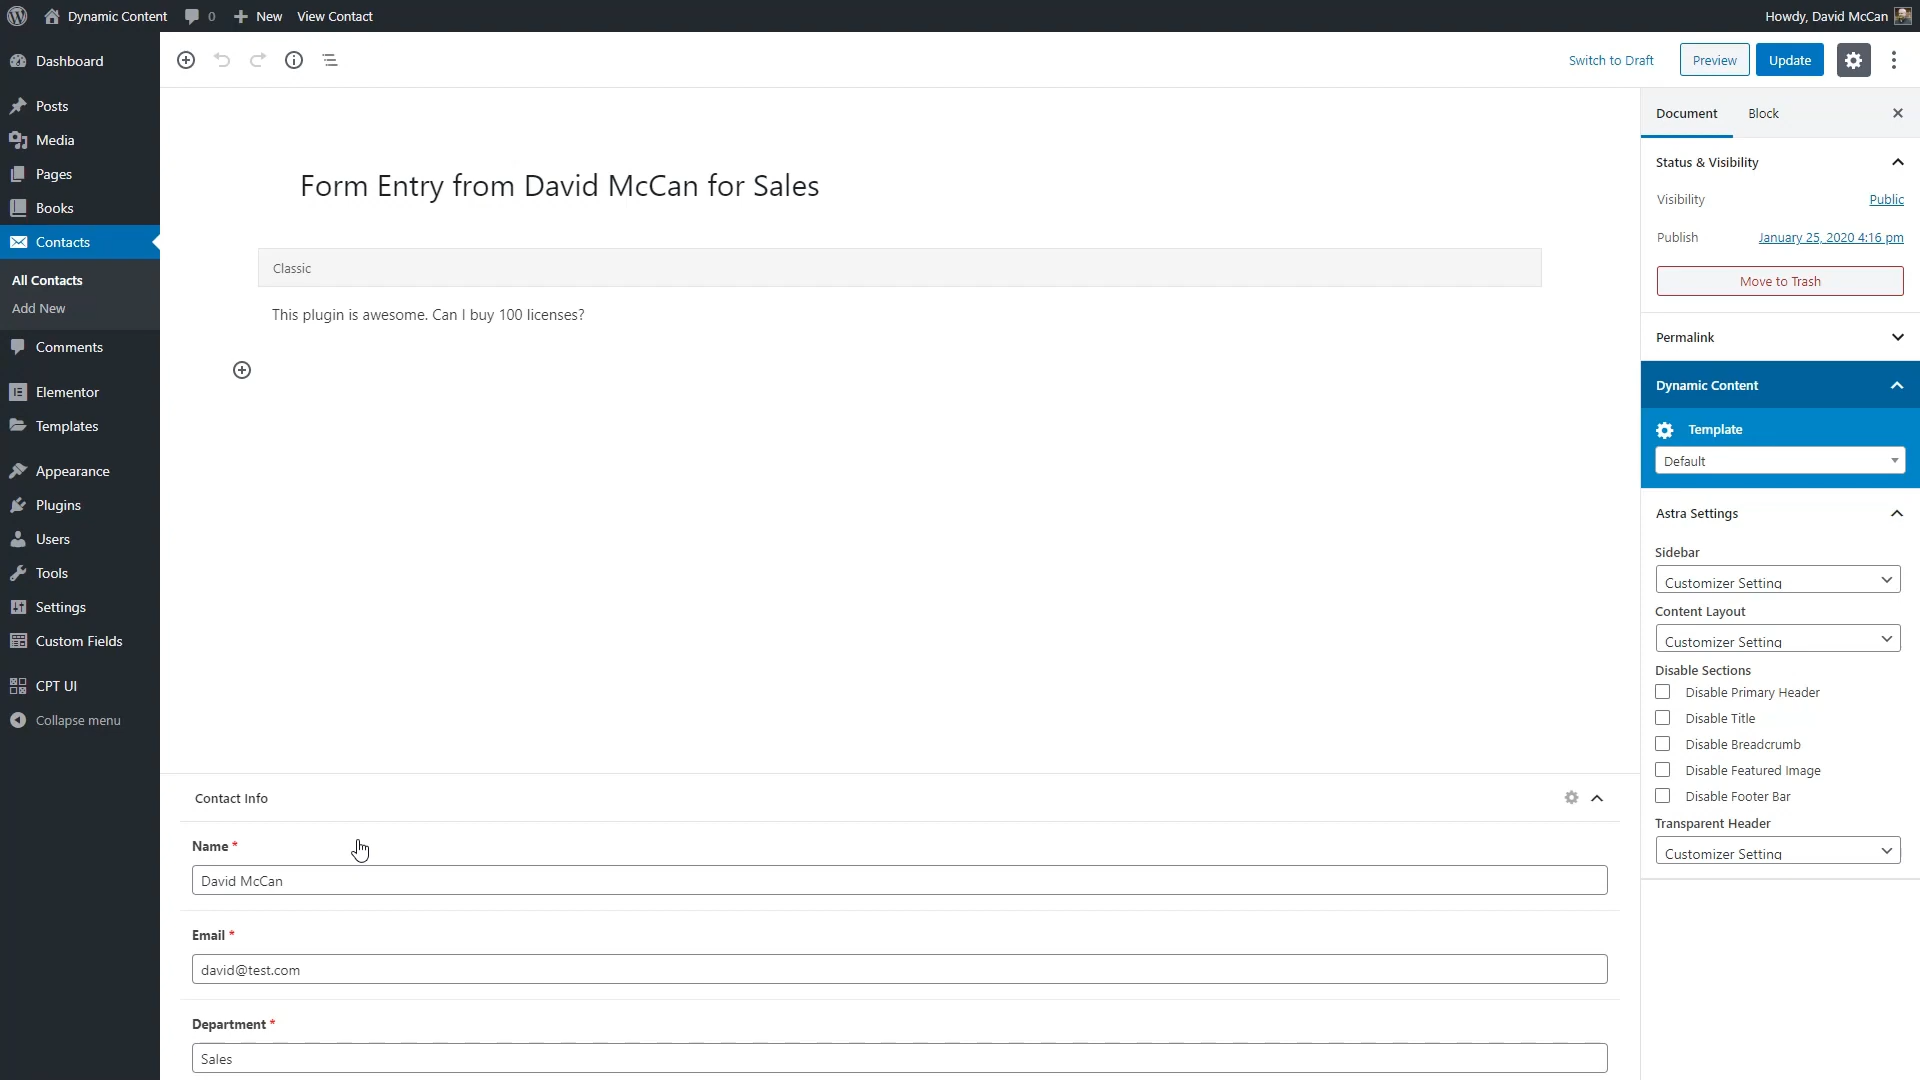 Dynamic Content
0
New
View Contact
Howdy, David McCan
Dashboard
Posts
Media
Pages
Books
Contacts
All Contacts
Add New
Comments
Elementor
Templates
Appearance
Plugins
Users
Tools
Settings
Custom Fields
CPT UI
Collapse menu
Switch to Draft
Preview
Update
Form Entry from David McCan for Sales
Classic
This plugin is awesome. Can I buy 100 licenses?
Contact Info
Name *
David McCan
Email *
david@test.com
Department *
Sales
Document
Block
Status & Visibility
Visibility
Public
Publish
January 25, 2020 4:16 pm
Move to Trash
Permalink
Dynamic Content
Template
Default
Astra Settings
Sidebar
Customizer Setting
Content Layout
Customizer Setting
Disable Sections
Disable Primary Header
Disable Title
Disable Breadcrumb
Disable Featured Image
Disable Footer Bar
Transparent Header
Customizer Setting